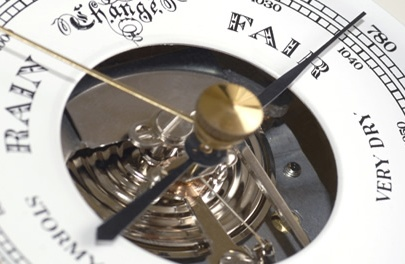 Change
FAIR
1030
1040
780
RAIN
VERY DRY
STORMY